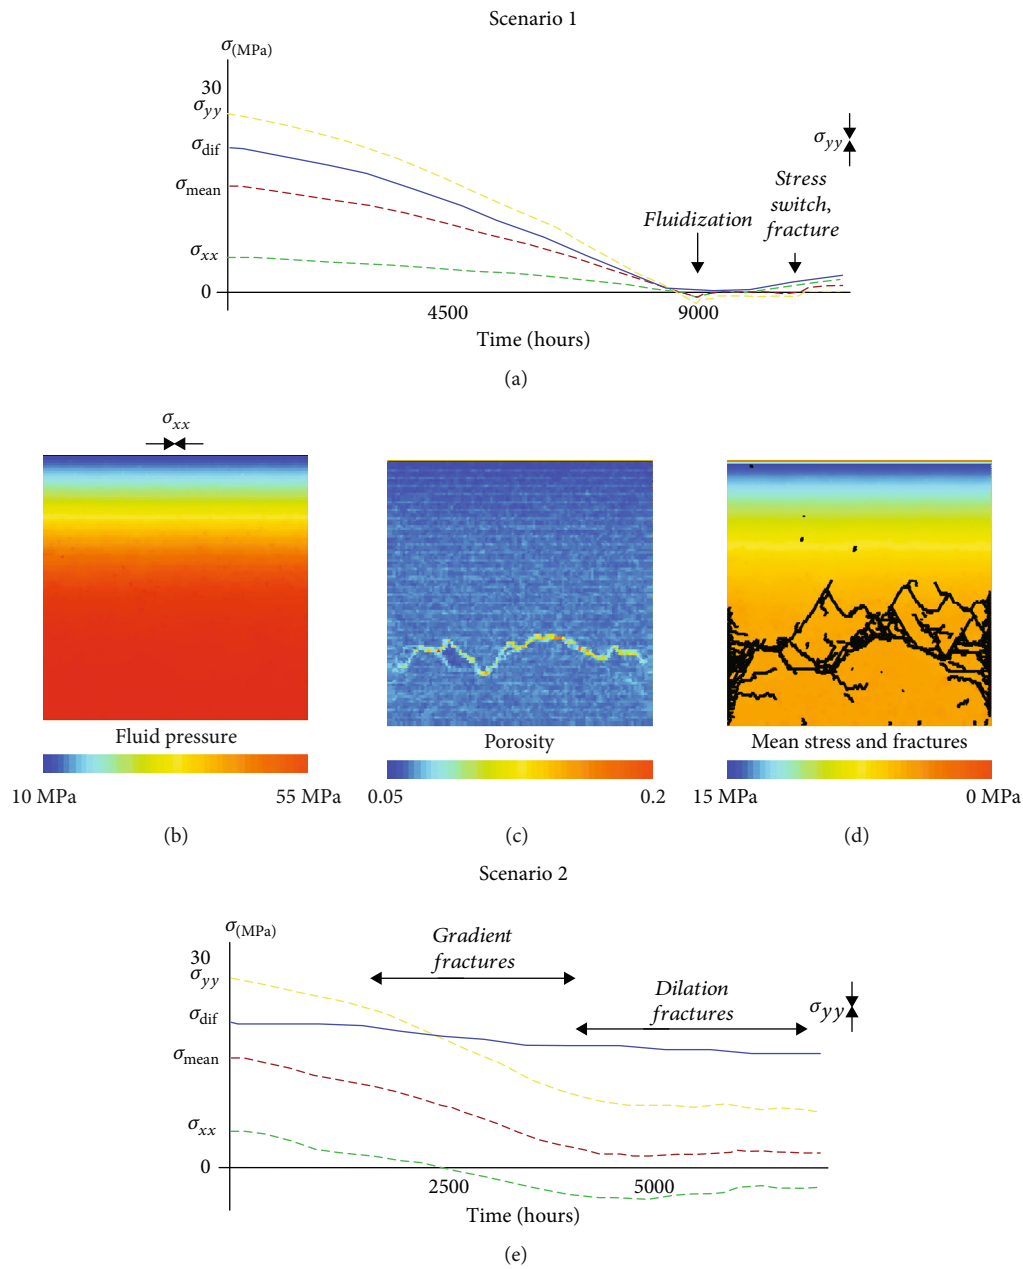 Scenario 1
σ(MPa)
30
σyy
σdif
σmean
σxx
0
Fluidization
Stress
switch,
fracture
σyy
4500
9000
Time (hours)
(a)
σxx
Fluid pressure
10 MPa
55 MPa
(b)
Porosity
0.05
0.2
(c)
Mean stress and fractures
15 MPa
0 MPa
(d)
Scenario 2
σ(MPa)
30
σyy
σdif
σmean
σxx
0
Gradient
fractures
Dilation
fractures
σyy
2500
5000
Time (hours)
(e)